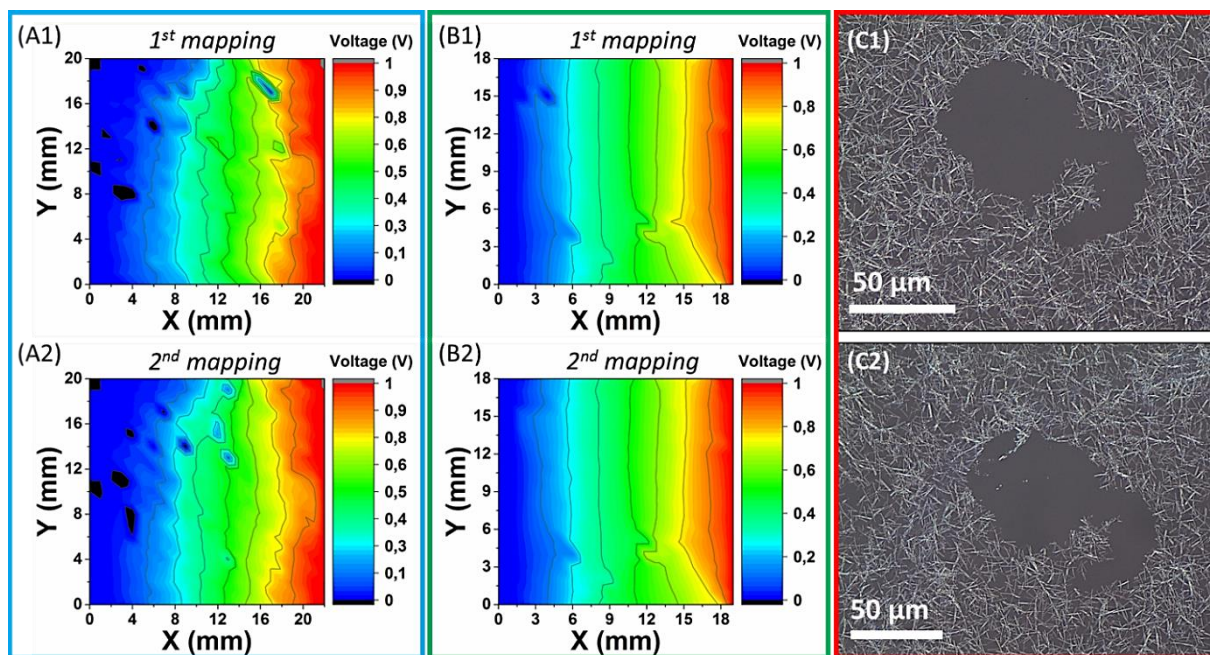 (A1)
1st mapping
Voltage (V)
20
16
12
8
4
0
Y (mm)
0 4 8 12 16 20
X (mm)
1
0,9
0,8
0,7
0,6
0,5
0,4
0,3
0,2
0,1
0
(B1)
1st mapping
Voltage (V)
18
15
12
9
6
3
0
Y (mm)
0 3 6 9 12 15 18
X (mm)
1
0,8
0,6
0,4
0,2
0
(C1)
50 µm
(A2)
2nd mapping
Voltage (V)
20
16
12
8
4
0
Y (mm)
0 4 8 12 16 20
X (mm)
1
0,9
0,8
0,7
0,6
0,5
0,4
0,3
0,2
0,1
0
(B2)
2nd mapping
Voltage (V)
18
15
12
9
6
3
0
Y (mm)
0 3 6 9 12 15 18
X (mm)
1
0,8
0,6
0,4
0,2
0
(C2)
50 µm